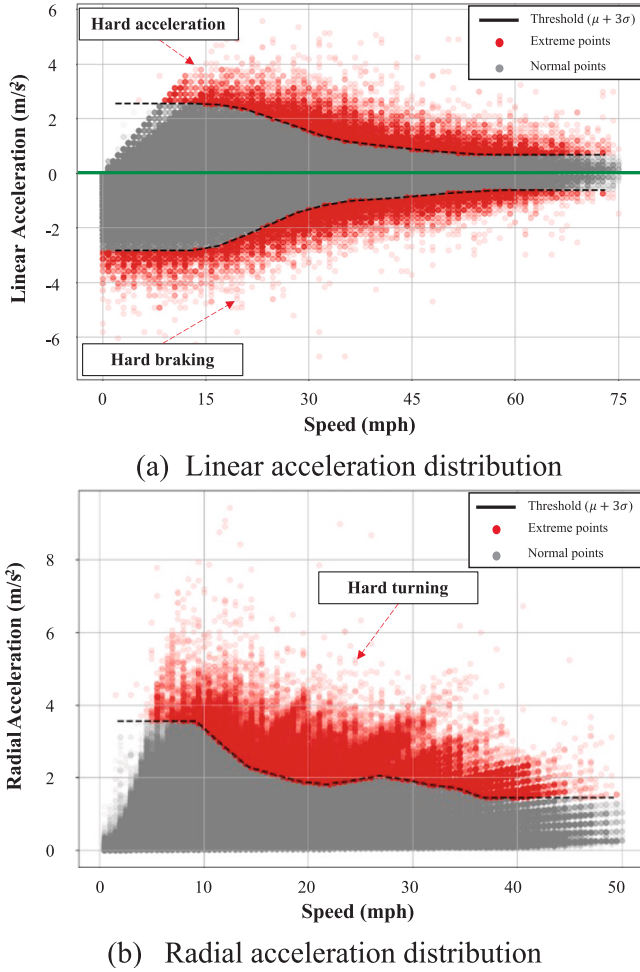 6
4
2
0
-2
-4
-6
Linear Acceleration (m/s²)
Hard acceleration
Threshold (μ + 3σ)
Extreme points
Normal points
Hard braking
0 15 30 45 60 75
Speed (mph)
(a) Linear acceleration distribution
8
6
4
2
0
Radial Acceleration (m/s²)
Threshold (μ + 3σ)
Extreme points
Normal points
Hard turning
0 10 20 30 40 50
Speed (mph)
(b) Radial acceleration distribution